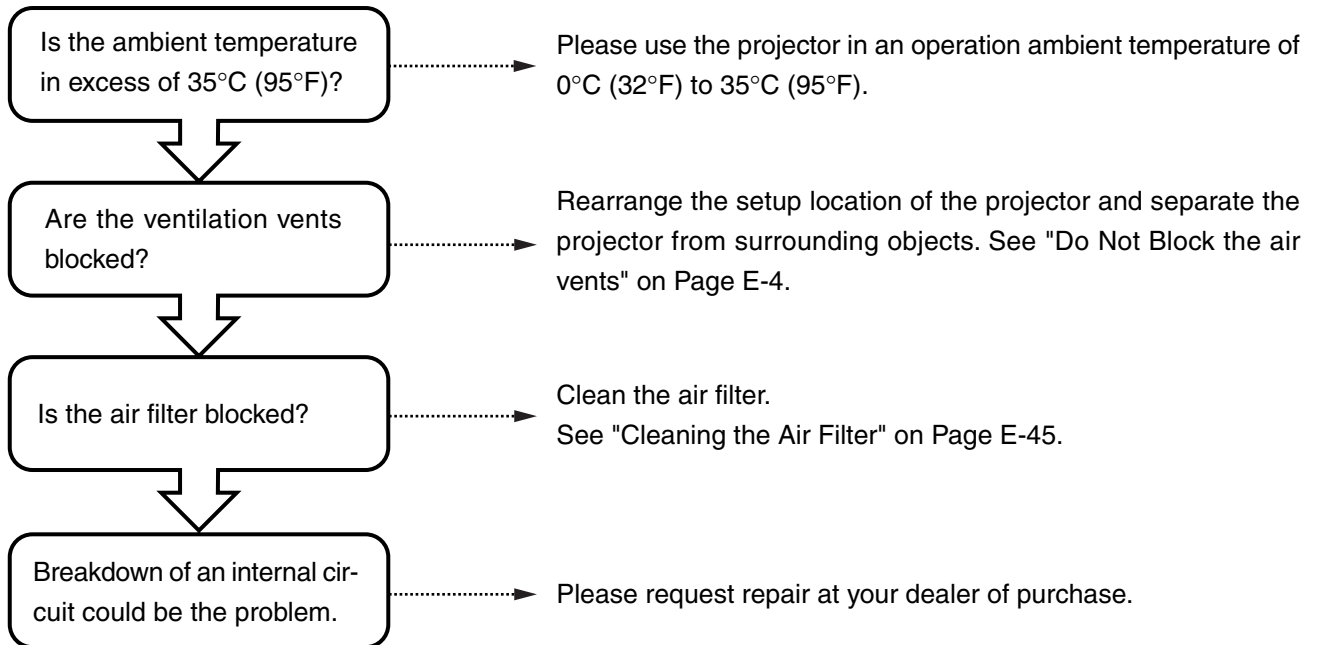 Is the ambient temperature
in excess of 35°C (95°F)?
Please use the projector in an operation ambient temperature of
0°C (32°F) to 35°C (95°F).
Are the ventilation vents
blocked?
Rearrange the setup location of the projector and separate the
projector from surrounding objects. See "Do Not Block the air
vents" on Page E-4.
Is the air filter blocked?
Clean the air filter.
See "Cleaning the Air Filter" on Page E-45.
Breakdown of an internal cir-
cuit could be the problem.
Please request repair at your dealer of purchase.